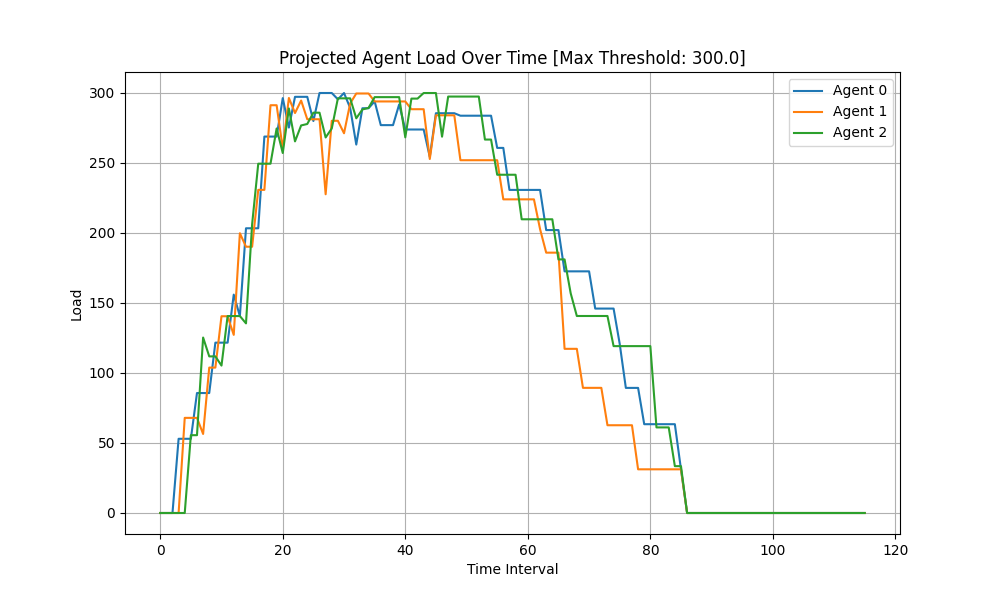 Projected Agent Load Over Time [Max Threshold: 300.0]
Agent 0
Agent 1
Agent 2
Load
300
250
200
150
100
50
0
0 20 40 60 80 100 120
Time Interval